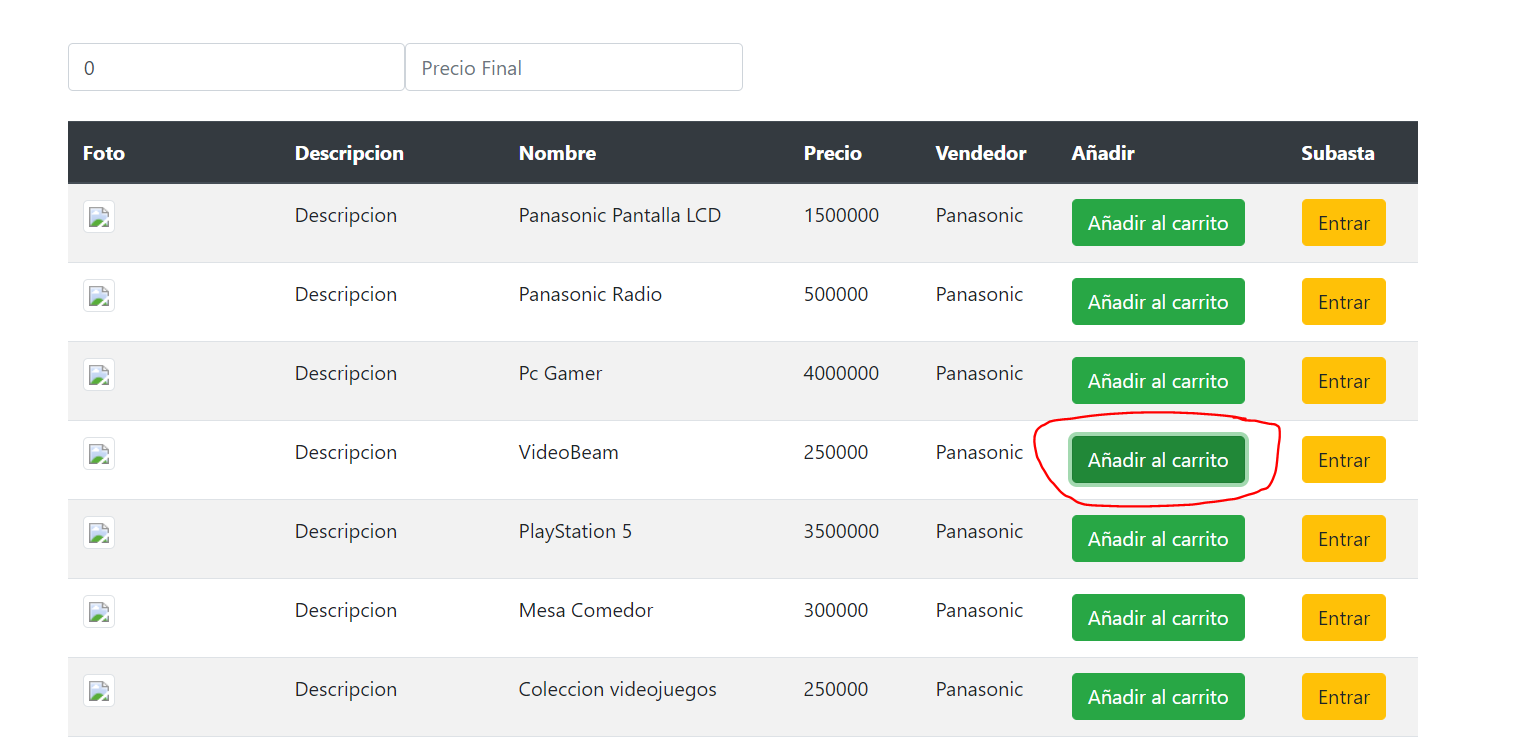 0 Precio Final
Foto Descripcion Nombre Precio Vendedor Añadir Subasta
Descripcion Panasonic Pantalla LCD 1500000 Panasonic Añadir al carrito Entrar
Descripcion Panasonic Radio 500000 Panasonic Añadir al carrito Entrar
Descripcion Pc Gamer 4000000 Panasonic Añadir al carrito Entrar
Descripcion VideoBeam 250000 Panasonic Añadir al carrito Entrar
Descripcion PlayStation 5 3500000 Panasonic Añadir al carrito Entrar
Descripcion Mesa Comedor 300000 Panasonic Añadir al carrito Entrar
Descripcion Coleccion videojuegos 250000 Panasonic Añadir al carrito Entrar